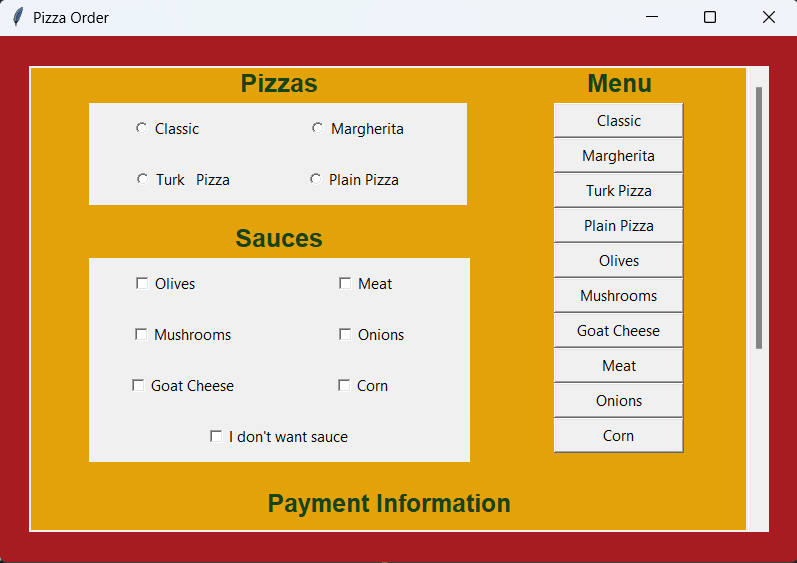 Pizza Order
Pizzas
Classic
Margherita
Turk   Pizza
Plain Pizza
Sauces
Olives
Meat
Mushrooms
Onions
Goat Cheese
Corn
I don't want sauce
Menu
Classic
Margherita
Turk Pizza
Plain Pizza
Olives
Mushrooms
Goat Cheese
Meat
Onions
Corn
Payment Information